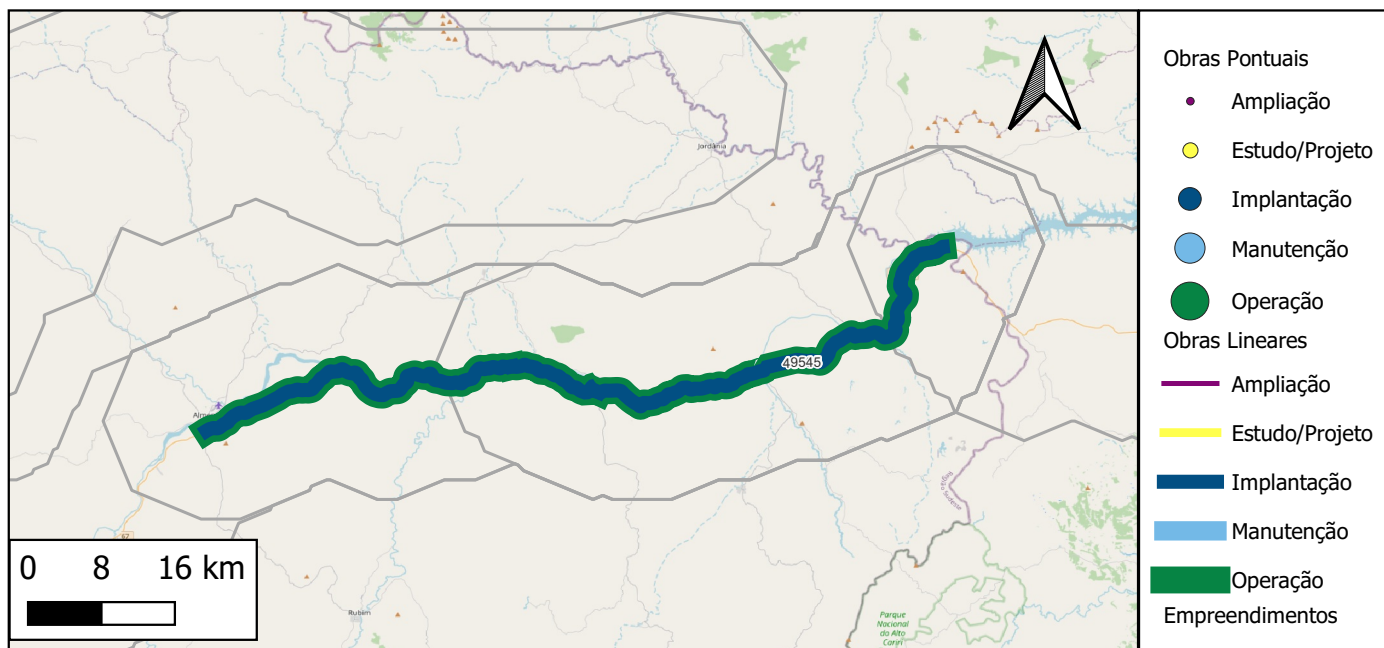 Jordânia
49545
Rubim
Parque
Nacional
do Alto
Cariri
0 8 16 km
Obras Pontuais
Ampliação
Estudo/Projeto
Implantação
Manutenção
Operação
Obras Lineares
Ampliação
Estudo/Projeto
Implantação
Manutenção
Operação
Empreendimentos